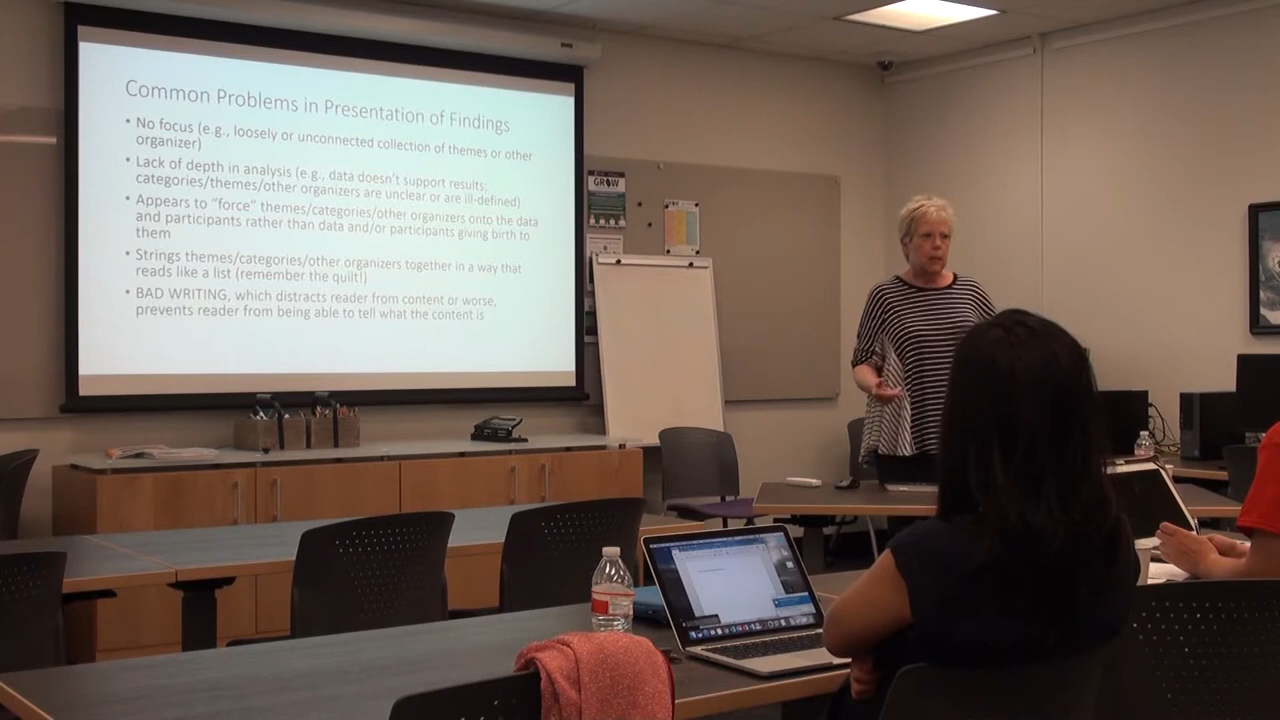 Common Problems in Presentation of Findings
• No focus (e.g., loosely or unconnected collection of themes or other
organizer)
• Lack of depth in analysis (e.g., data doesn't support results;
categories/themes/other organizers are unclear or are ill-defined)
• Appears to "force" themes/categories/other organizers onto the data
and participants rather than data and/or participants giving birth to
them
• Strings themes/categories/other organizers together in a way that
reads like a list (remember the quilt!)
• BAD WRITING, which distracts reader from content or worse,
prevents reader from being able to tell what the content is
GROW